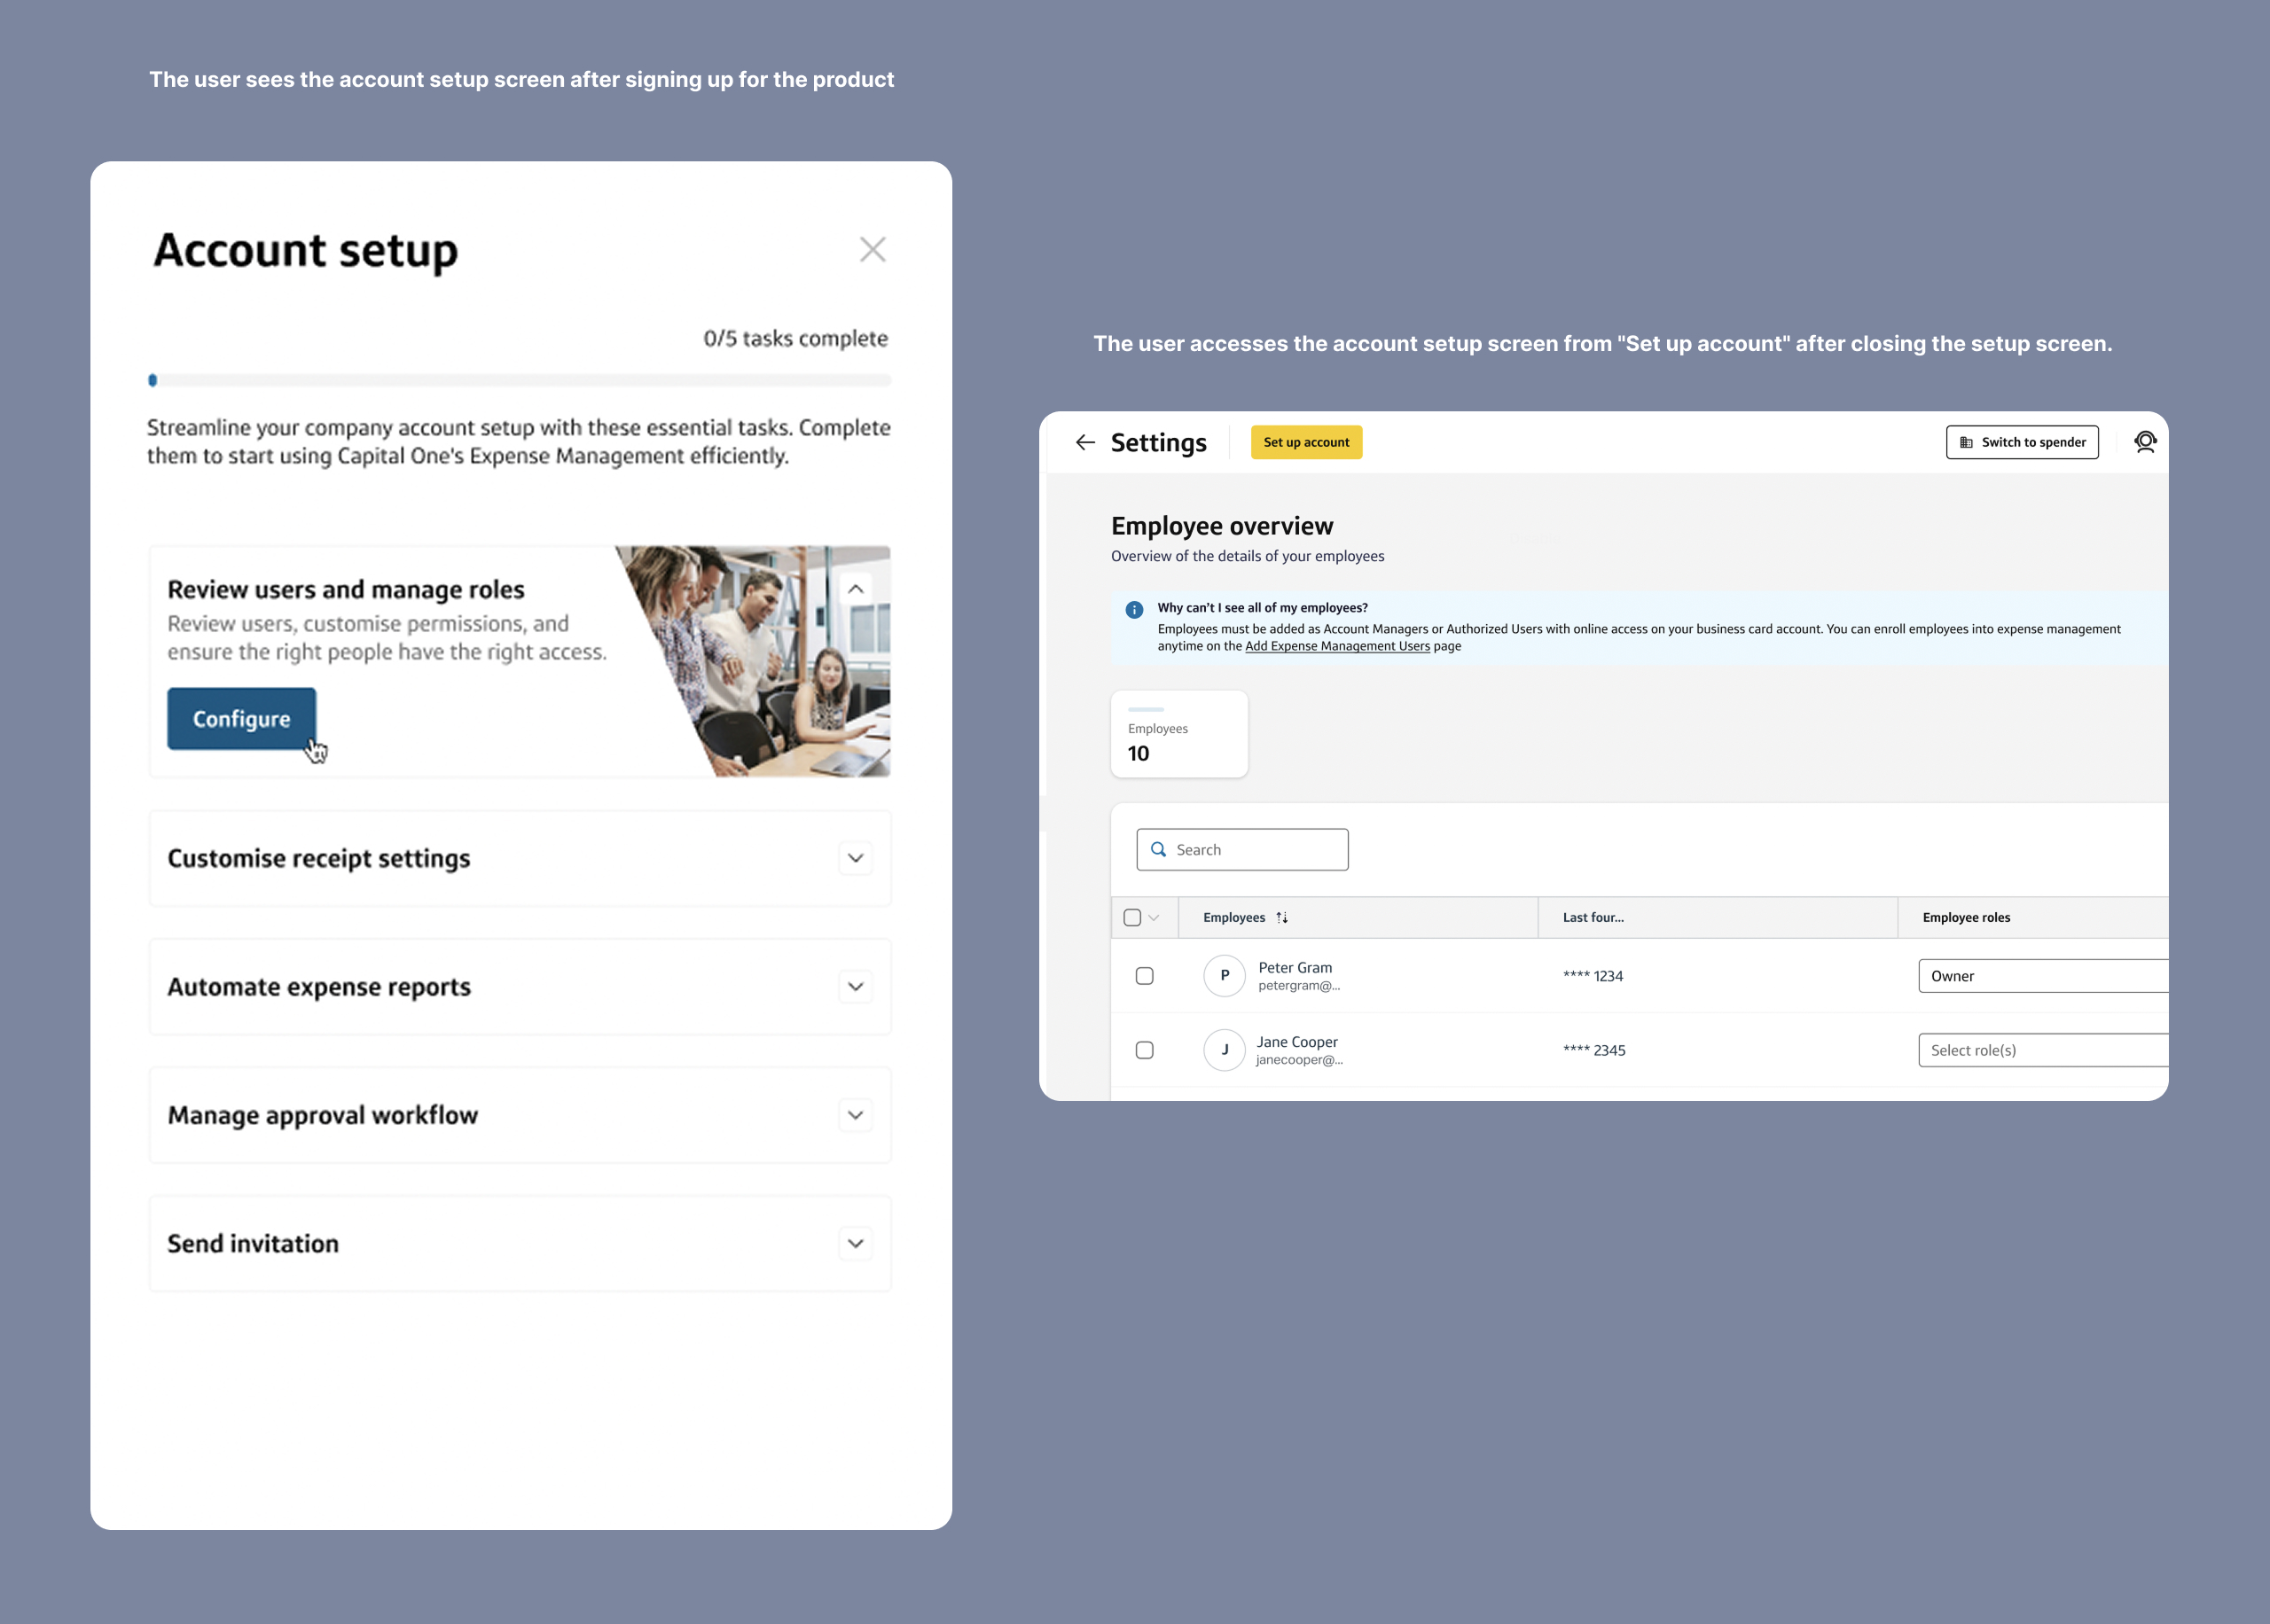 The user sees the account setup screen after signing up for the product
Account setup
0/5 tasks complete
Streamline your company account setup with these essential tasks. Complete
them to start using Capital One's Expense Management efficiently.
Review users and manage roles
Review users, customise permissions, and
ensure the right people have the right access.
Configure
Customise receipt settings
Automate expense reports
Manage approval workflow
Send invitation
The user accesses the account setup screen from "Set up account" after closing the setup screen.
Settings
Set up account
Switch to spender
Employee overview
Overview of the details of your employees
Why can't I see all of my employees?
Employees must be added as Account Managers or Authorized Users with online access on your business card account. You can enroll employees into expense management
anytime on the Add Expense Management Users page
Employees
10
Search
Employees
Last four...
Employee roles
P
Peter Gram
petergram@...
**** 1234
Owner
J
Jane Cooper
janecooper@...
**** 2345
Select role(s)